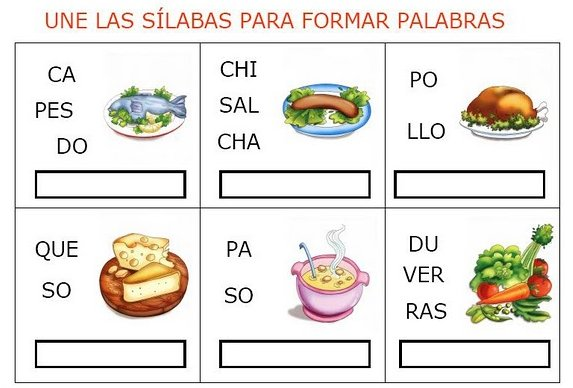 UNE LAS SÍLABAS PARA FORMAR PALABRAS
CA
PES
DO
CHI
SAL
CHA
PO
LLO
QUE
SO
PA
SO
DU
VER
RAS